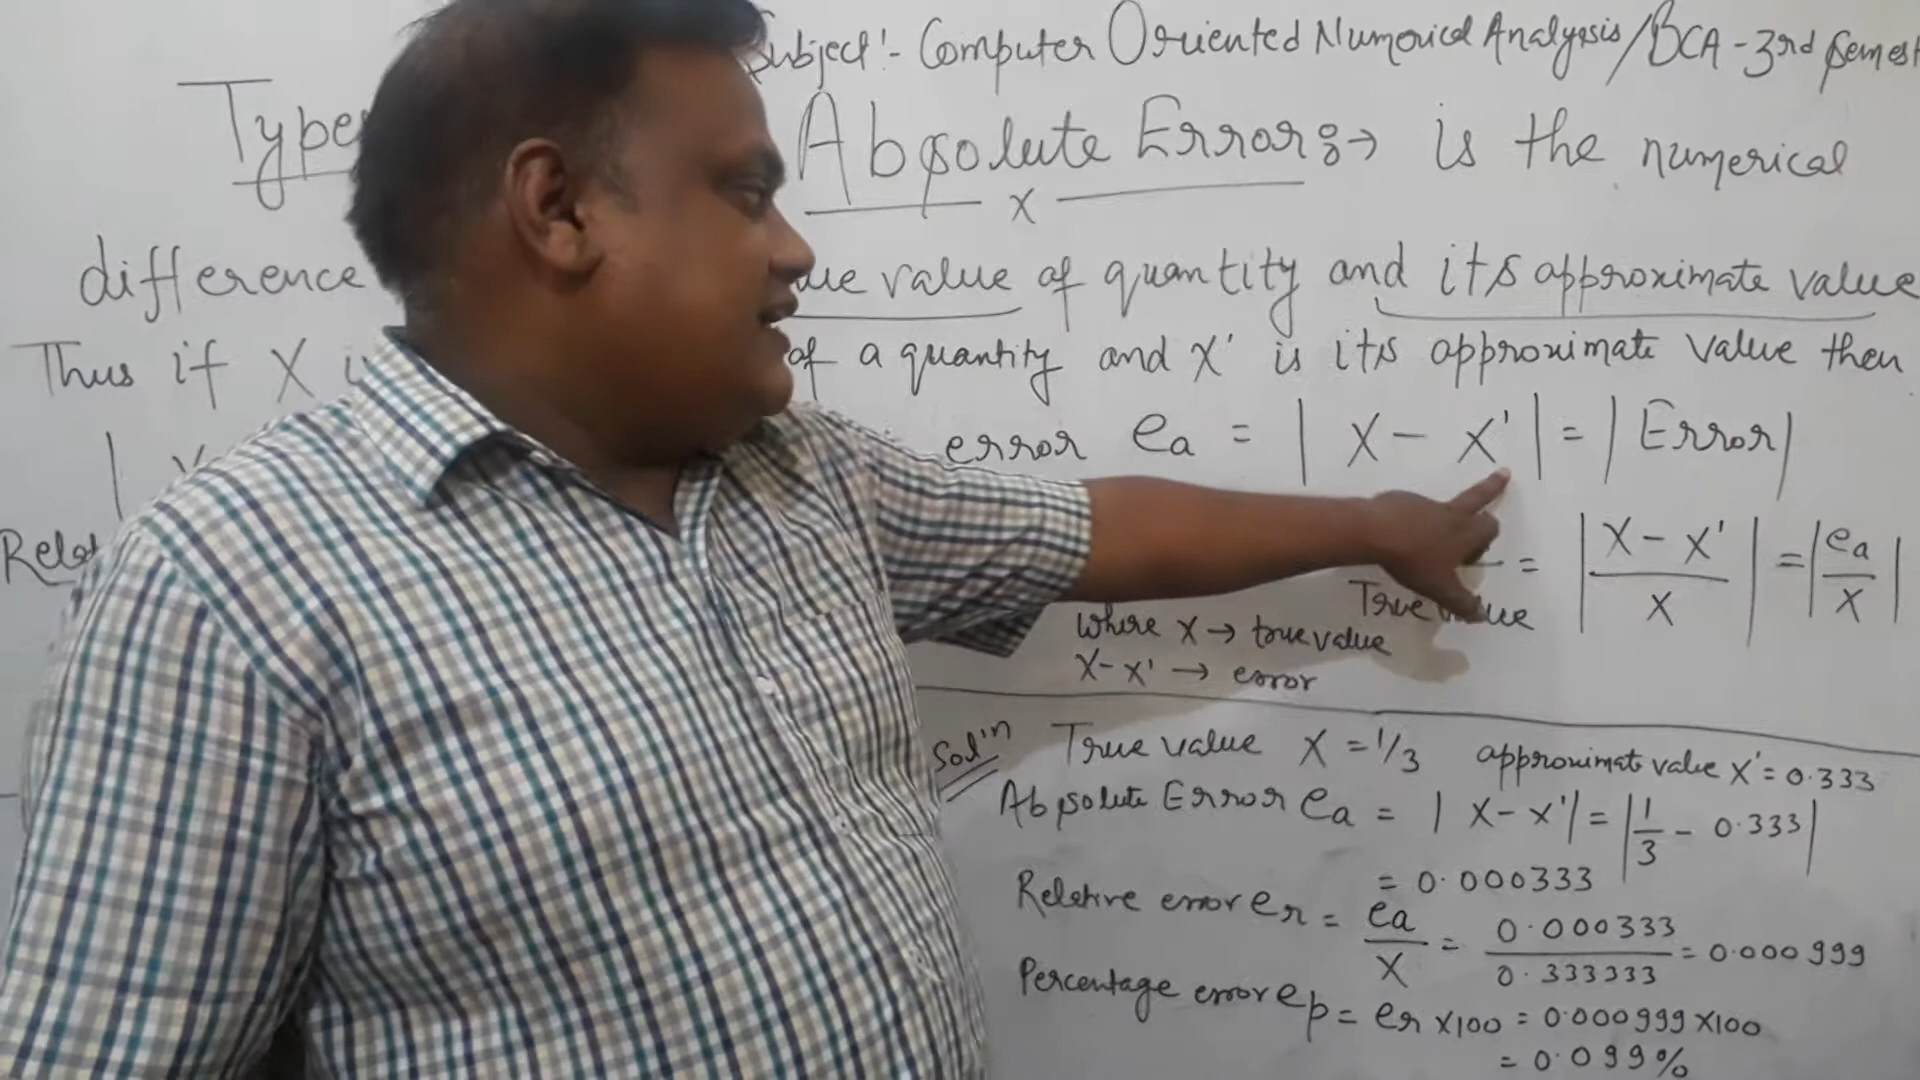 Subject:- Computer Oriented Numerical Analysis/BCA-3rd Semest
Absolute Error:→ is the numerical
difference value of quantity and its approximate value
Thus if X of a quantity and X' is its approximate value then
error ea = | X - X' | = | Error |
True value = | X - X' / X | = | ea / X |
where X → true value
X - X' → error
Sol'n True value X = 1/3 approximate value X' = 0.333
Absolute Error ea = | X - X' | = | 1/3 - 0.333 |
= 0.000333
Relative error er = ea / X = 0.000333 / 0.333333 = 0.000999
Percentage error ep = er X100 = 0.000999 X100
= 0.099%